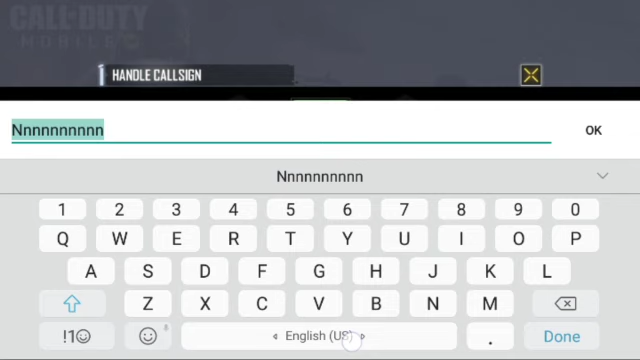 CALL OF DUTY
MOBILE
HANDLE CALLSIGN
Nnnnnnnnnn
OK
Nnnnnnnnnn
1 2 3 4 5 6 7 8 9 0
Q W E R T Y U I O P
A S D F G H J K L
Z X C V B N M
!1☺ English (US) . Done